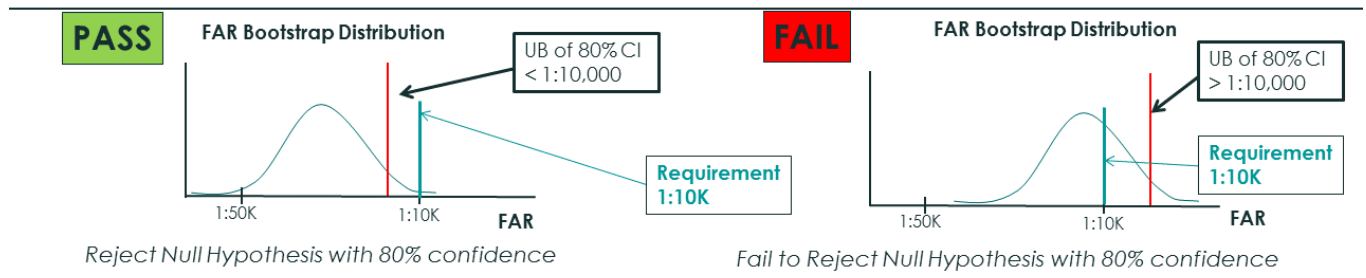 PASS
FAR Bootstrap Distribution
UB of 80% CI
< 1:10,000
Requirement
1:10K
1:50K
1:10K
FAR
Reject Null Hypothesis with 80% confidence
FAIL
FAR Bootstrap Distribution
UB of 80% CI
> 1:10,000
Requirement
1:10K
1:50K
1:10K
FAR
Fail to Reject Null Hypothesis with 80% confidence